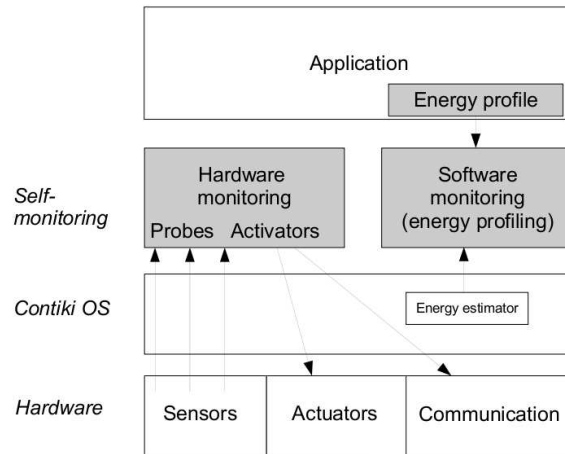 Application
Energy profile
Self-
monitoring
Hardware
monitoring
Probes Activators
Software
monitoring
(energy profiling)
Contiki OS
Energy estimator
Hardware
Sensors
Actuators
Communication